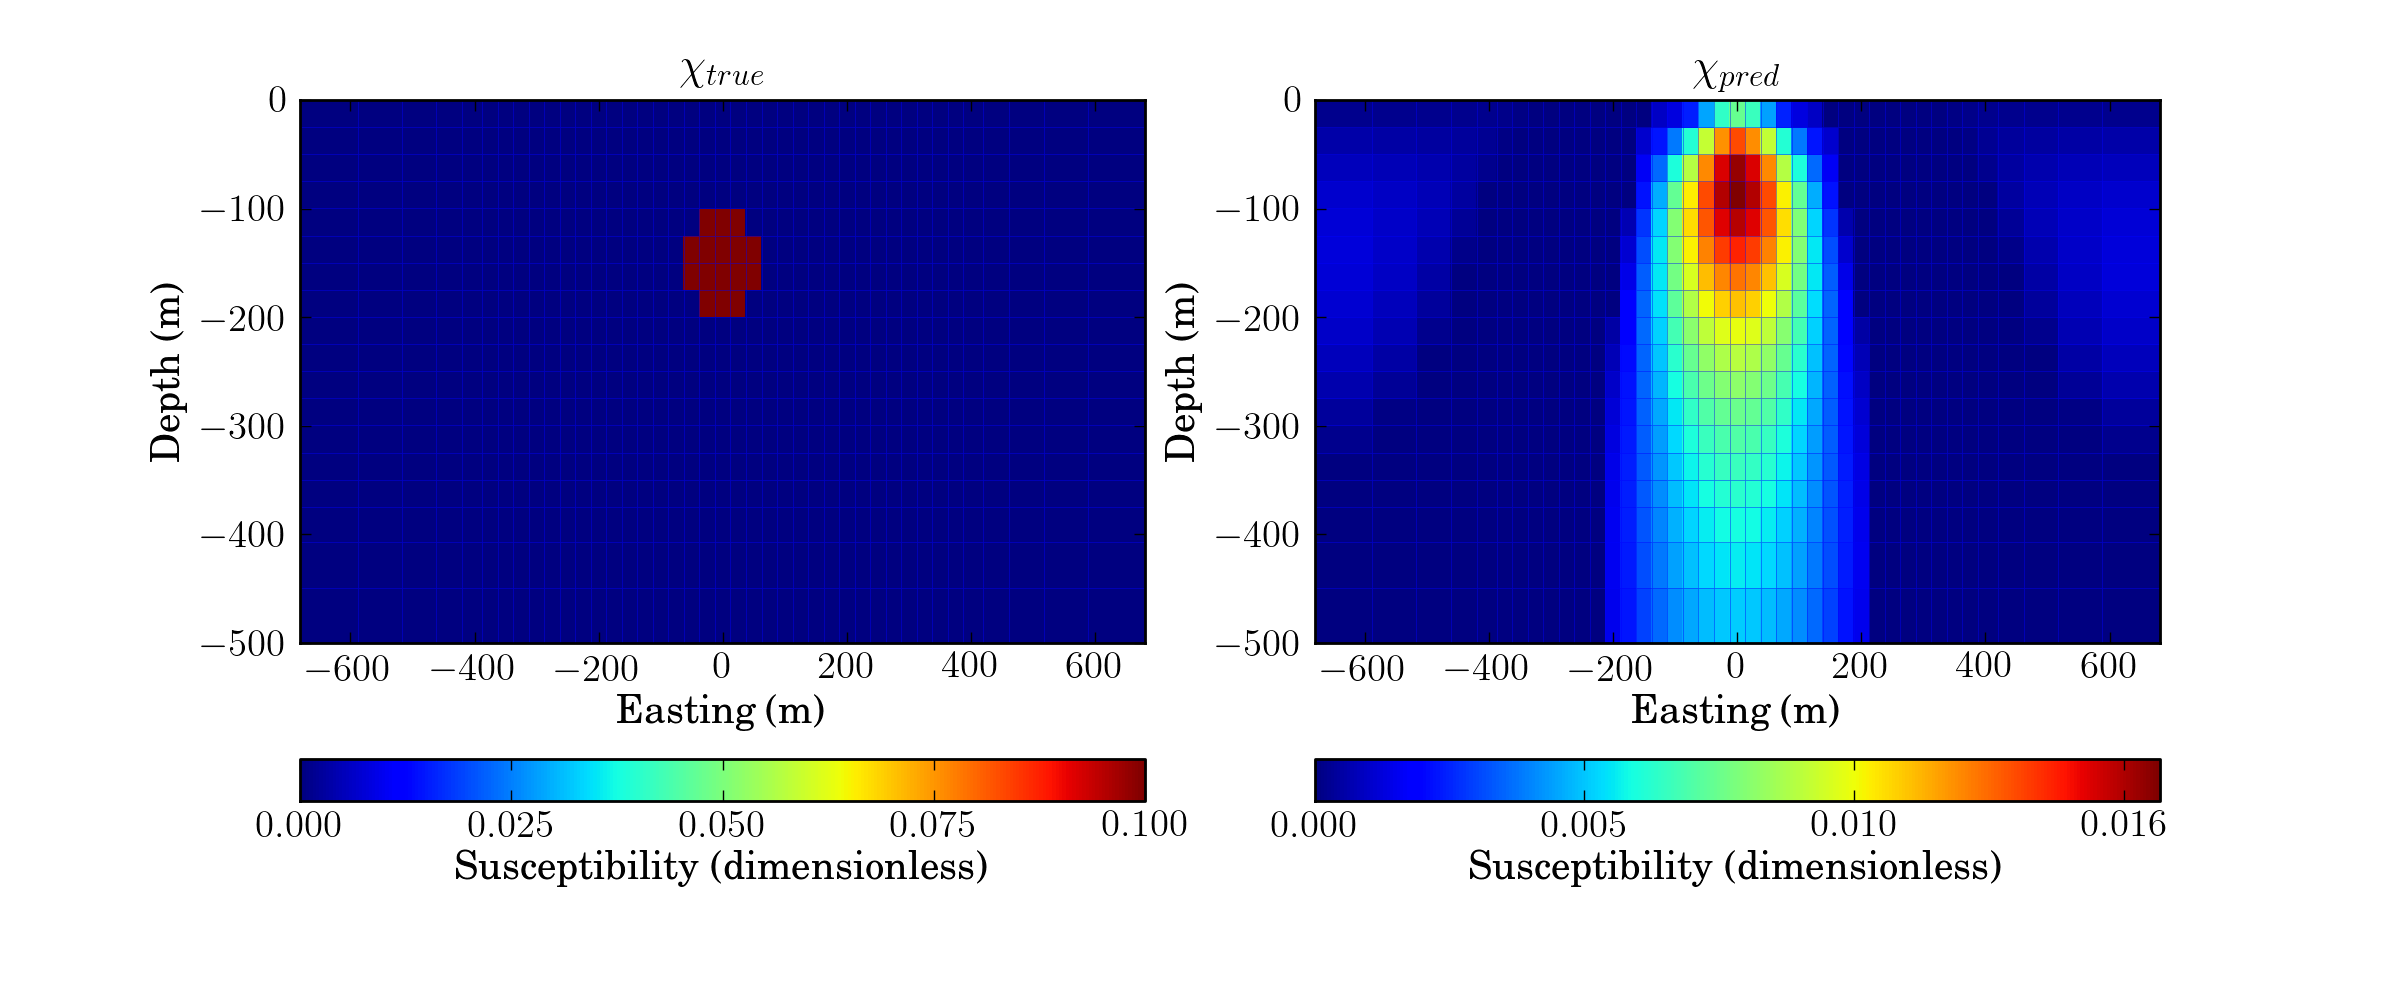 χtrue
0
−100
−200
−300
−400
−500
Depth (m)
−600 −400 −200 0 200 400 600
Easting (m)
0.000 0.025 0.050 0.075 0.100
Susceptibility (dimensionless)
χpred
0
−100
−200
−300
−400
−500
Depth (m)
−600 −400 −200 0 200 400 600
Easting (m)
0.000 0.005 0.010 0.016
Susceptibility (dimensionless)